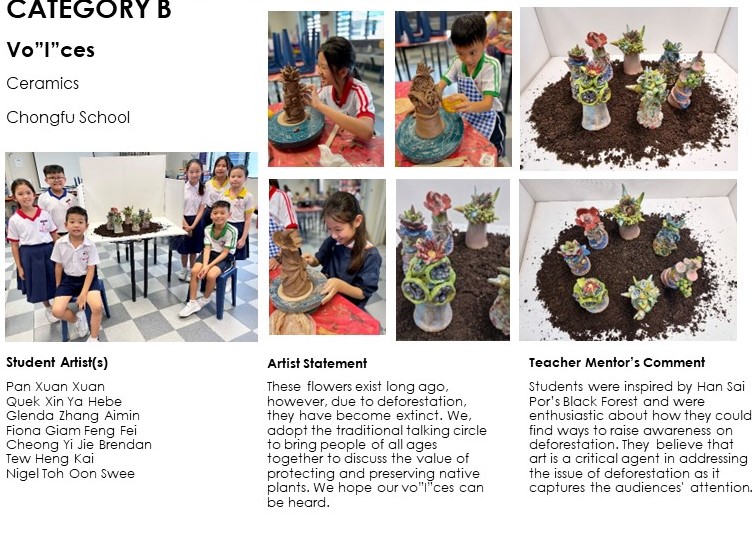 CATEGORY B
Vo”I”ces
Ceramics
Chongfu School
Student Artist(s)
Pan Xuan Xuan
Quek Xin Ya Hebe
Glenda Zhang Aimin
Fiona Giam Feng Fei
Cheong Yi Jie Brendan
Tew Heng Kai
Nigel Toh Oon Swee
Artist Statement
These flowers exist long ago,
however, due to deforestation,
they have become extinct. We,
adopt the traditional talking circle
to bring people of all ages
together to discuss the value of
protecting and preserving native
plants. We hope our vo”I”ces can
be heard.
Teacher Mentor’s Comment
Students were inspired by Han Sai
Por’s Black Forest and were
enthusiastic about how they could
find ways to raise awareness on
deforestation. They believe that
art is a critical agent in addressing
the issue of deforestation as it
captures the audiences’ attention.